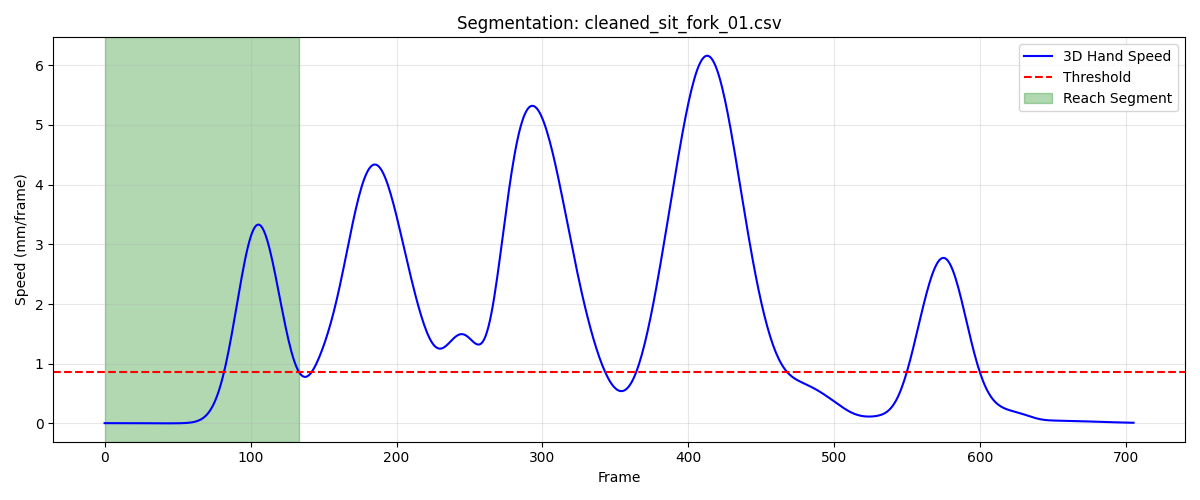 Segmentation: cleaned_sit_fork_01.csv
3D Hand Speed
Threshold
Reach Segment
Speed (mm/frame)
6
5
4
3
2
1
0
0 100 200 300 400 500 600 700
Frame